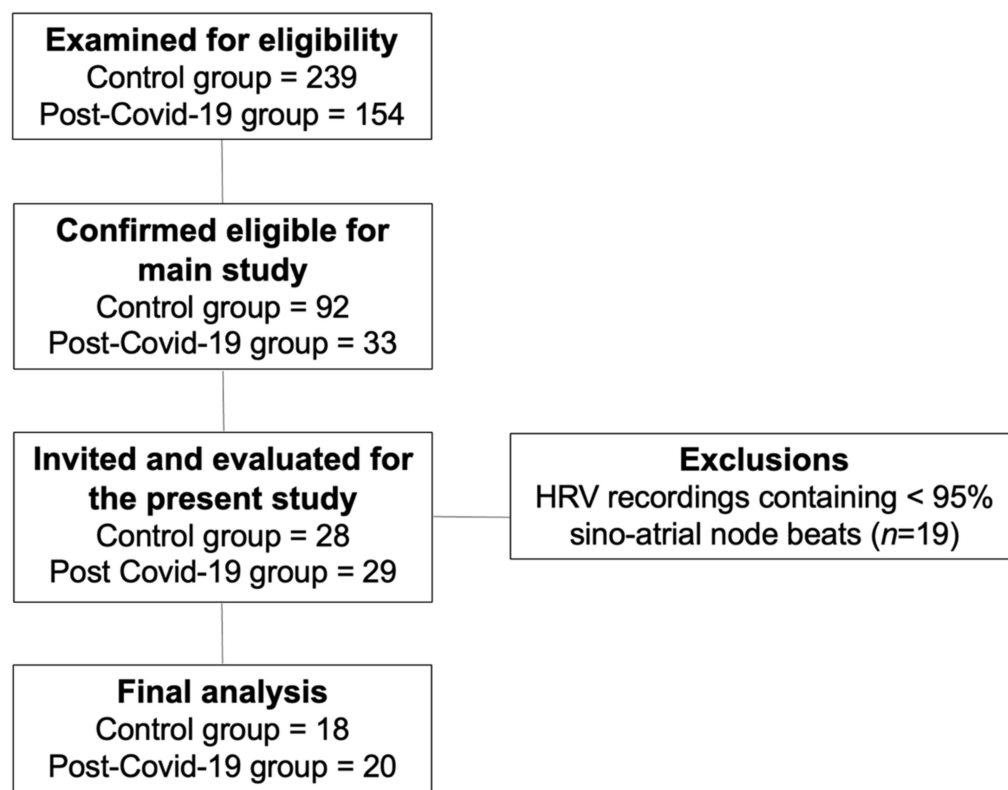 Examined for eligibility
Control group = 239
Post-Covid-19 group = 154
Confirmed eligible for
main study
Control group = 92
Post-Covid-19 group = 33
Invited and evaluated for
the present study
Control group = 28
Post Covid-19 group = 29
Exclusions
HRV recordings containing < 95%
sino-atrial node beats (n=19)
Final analysis
Control group = 18
Post-Covid-19 group = 20